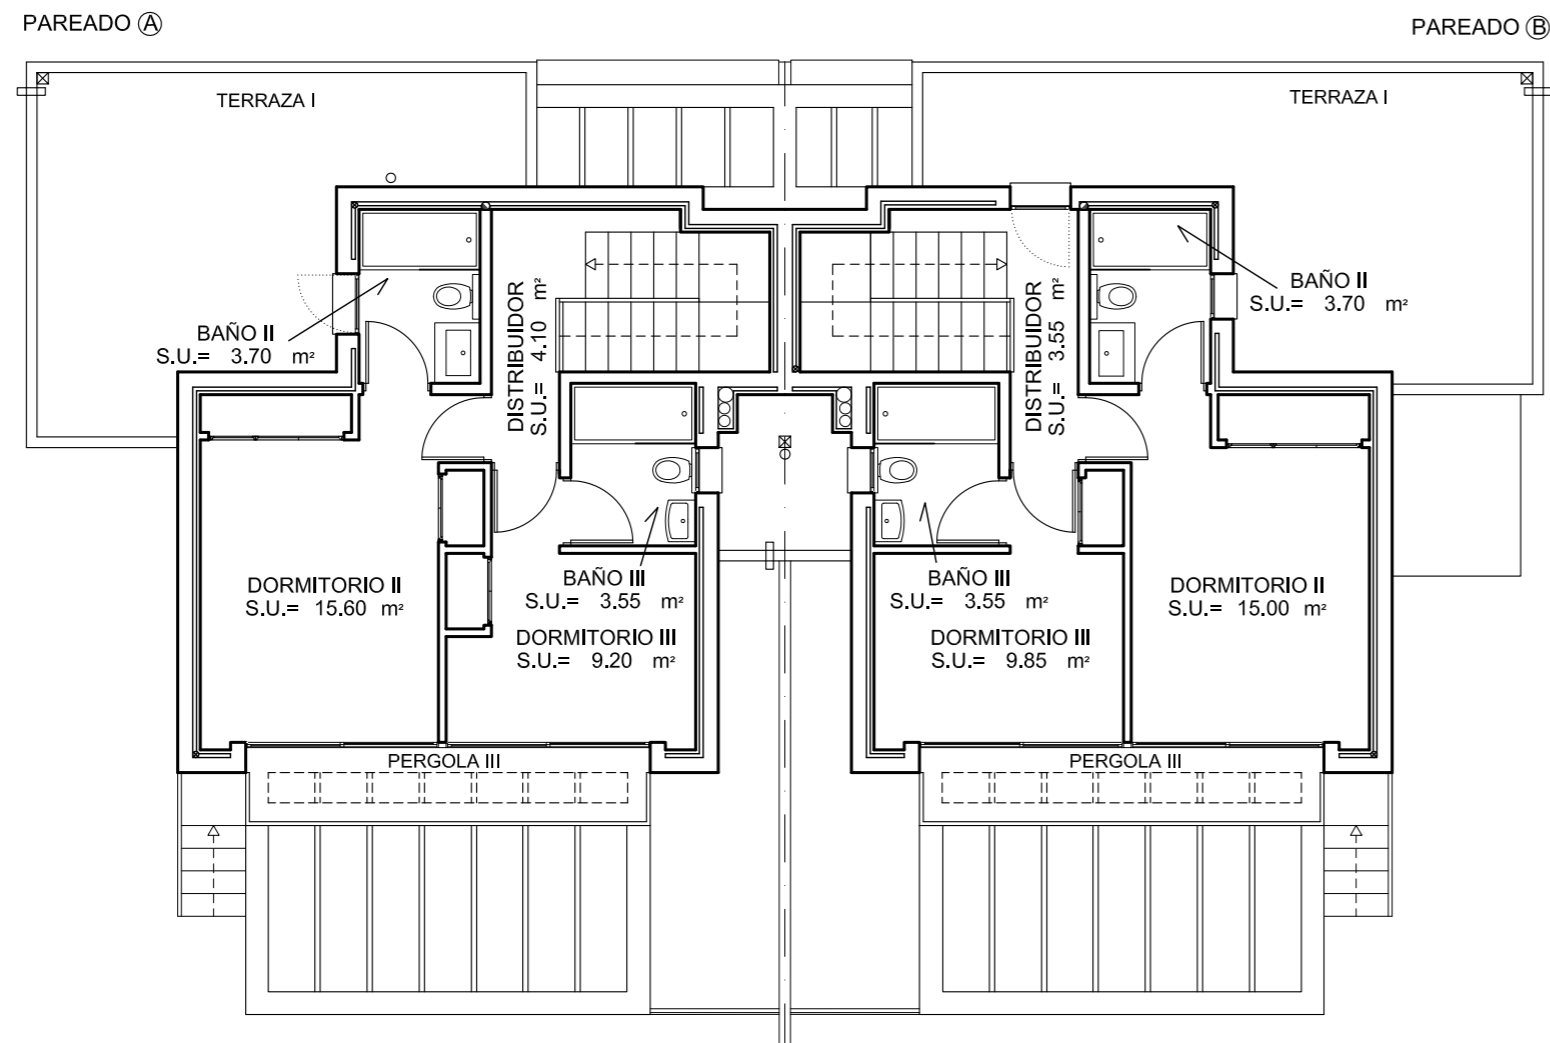 PAREADO Ⓐ
PAREADO Ⓑ
TERRAZA I
TERRAZA I
BAÑO II
S.U.= 3.70 m²
DISTRIBUIDOR
S.U.= 4.10 m²
DISTRIBUIDOR
S.U.= 3.55 m²
BAÑO II
S.U.= 3.70 m²
DORMITORIO II
S.U.= 15.60 m²
BAÑO III
S.U.= 3.55 m²
DORMITORIO III
S.U.= 9.20 m²
BAÑO III
S.U.= 3.55 m²
DORMITORIO III
S.U.= 9.85 m²
DORMITORIO II
S.U.= 15.00 m²
PERGOLA III
PERGOLA III